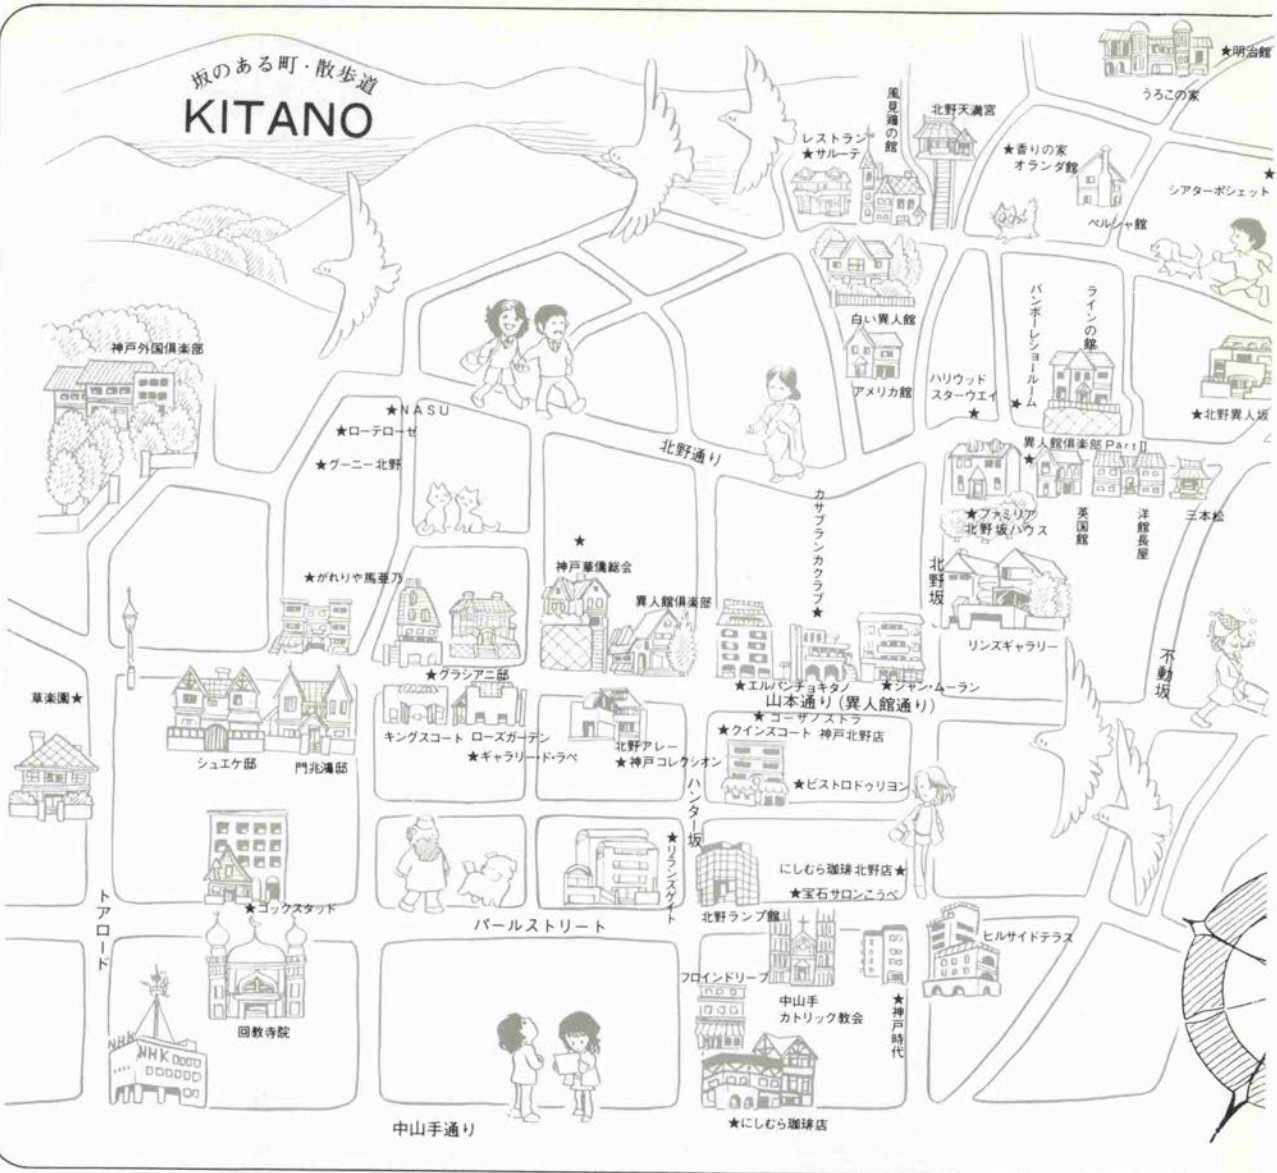 坂のある町・散歩道
KITANO
★明治館
うろこの家
風見鶏の館
北野天満宮
レストラン
★サルーテ
★香りの家
オランダ館
ペルシャ館
★
シアターポシェット
白い異人館
アメリカ館
ハリウッド
スターウエイ
★
バンボーレショールーム
★
ラインの館
★北野異人坂
神戸外国倶楽部
★NASU
★ローテローゼ
★グーニー北野
北野通り
異人館倶楽部PartⅡ
★
★ファミリア
北野坂ハウス
英国館
洋館長屋
三本松
カサブランカクラブ★
★
神戸華僑総会
異人館倶楽部
★がれりや馬亜乃
北野坂
リンズギャラリー
不動坂
草楽園★
★グラシアニ邸
★エルパンチョキタノ
★ジャン・ムーラン
山本通り(異人館通り)
★コーザノストラ
★クインズコート 神戸北野店
キングスコート
ローズガーデン
★ギャラリー・ド・ラペ
北野アレー
★神戸コレクシオン
シュエケ邸
門兆鴻邸
ハンター坂
★ビストロドゥリヨン
★リランズゲイト
にしむら珈琲北野店★
★宝石サロンこうべ
北野ランプ館
トアロード
★コックスタッド
パールストリート
ヒルサイドテラス
フロインドリーブ
中山手
カトリック教会
★神戸時代
回教寺院
NHK
NHK
中山手通り
★にしむら珈琲店